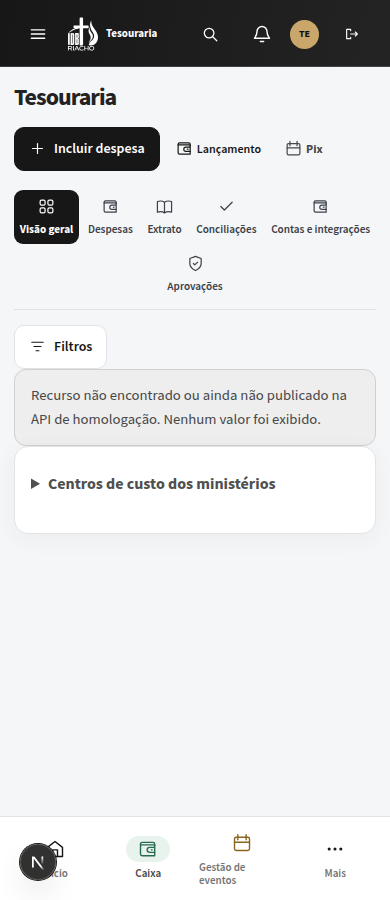 RIACHO
Tesouraria
TE
Tesouraria
Incluir despesa
Lançamento
Pix
Visão geral
Despesas
Extrato
Conciliações
Contas e integrações
Aprovações
Filtros
Recurso não encontrado ou ainda não publicado na
API de homologação. Nenhum valor foi exibido.
Centros de custo dos ministérios
N
cio
Caixa
Gestão de
eventos
Mais